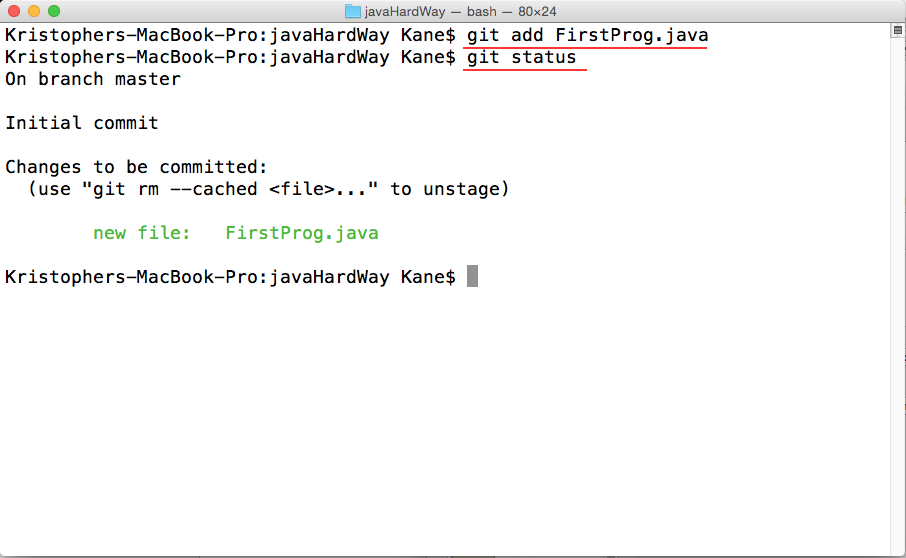 javaHardWay — bash — 80×24
Kristophers-MacBook-Pro:javaHardWay Kane$ git add FirstProg.java
Kristophers-MacBook-Pro:javaHardWay Kane$ git status
On branch master
Initial commit
Changes to be committed:
(use "git rm --cached <file>..." to unstage)
new file: FirstProg.java
Kristophers-MacBook-Pro:javaHardWay Kane$